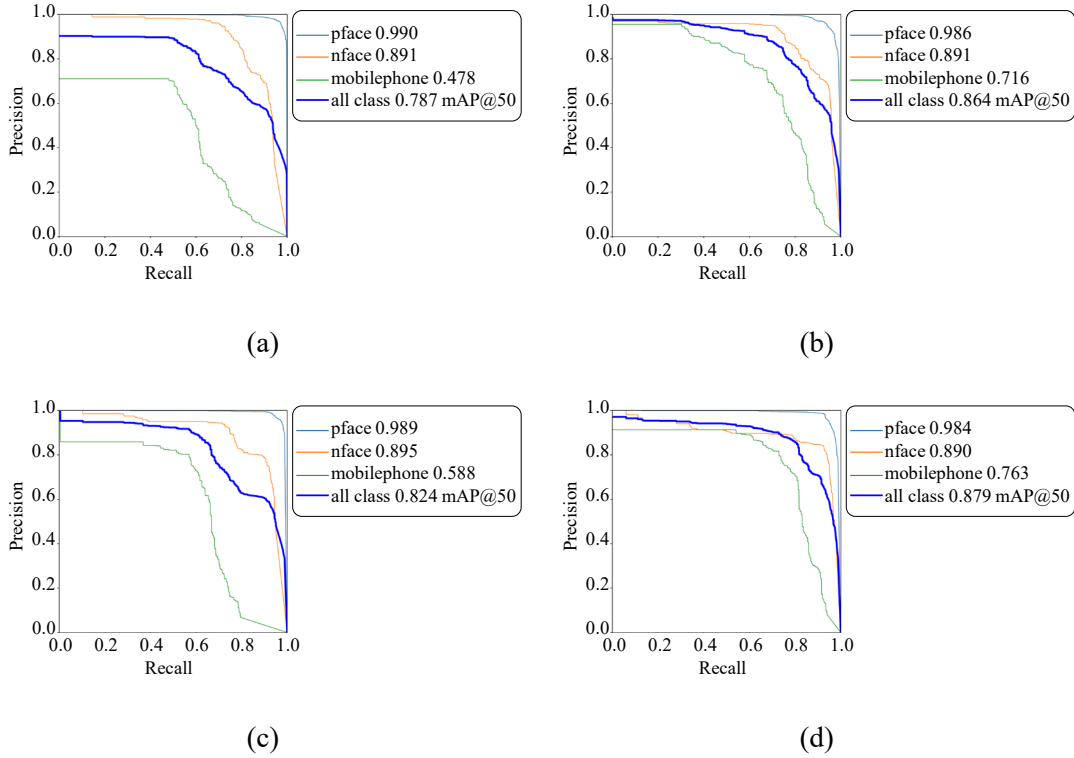 1.0
0.8
0.6
0.4
0.2
0.0
Precision
0.0 0.2 0.4 0.6 0.8 1.0
Recall
pface 0.990
nface 0.891
mobilephone 0.478
all class 0.787 mAP@50
(a)
1.0
0.8
0.6
0.4
0.2
0.0
Precision
0.0 0.2 0.4 0.6 0.8 1.0
Recall
pface 0.986
nface 0.891
mobilephone 0.716
all class 0.864 mAP@50
(b)
1.0
0.8
0.6
0.4
0.2
0.0
Precision
0.0 0.2 0.4 0.6 0.8 1.0
Recall
pface 0.989
nface 0.895
mobilephone 0.588
all class 0.824 mAP@50
(c)
1.0
0.8
0.6
0.4
0.2
0.0
Precision
0.0 0.2 0.4 0.6 0.8 1.0
Recall
pface 0.984
nface 0.890
mobilephone 0.763
all class 0.879 mAP@50
(d)